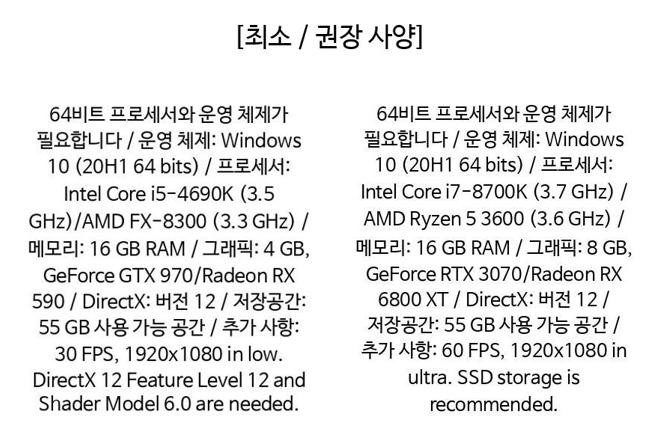 [최소 / 권장 사양]
64비트 프로세서와 운영 체제가
필요합니다 / 운영 체제: Windows
10 (20H1 64 bits) / 프로세서:
Intel Core i5-4690K (3.5
GHz)/AMD FX-8300 (3.3 GHz) /
메모리: 16 GB RAM / 그래픽: 4 GB,
GeForce GTX 970/Radeon RX
590 / DirectX: 버전 12 / 저장공간:
55 GB 사용 가능 공간 / 추가 사항:
30 FPS, 1920x1080 in low.
DirectX 12 Feature Level 12 and
Shader Model 6.0 are needed.
64비트 프로세서와 운영 체제가
필요합니다 / 운영 체제: Windows
10 (20H1 64 bits) / 프로세서:
Intel Core i7-8700K (3.7 GHz) /
AMD Ryzen 5 3600 (3.6 GHz) /
메모리: 16 GB RAM / 그래픽: 8 GB,
GeForce RTX 3070/Radeon RX
6800 XT / DirectX: 버전 12 /
저장공간: 55 GB 사용 가능 공간 /
추가 사항: 60 FPS, 1920x1080 in
ultra. SSD storage is
recommended.